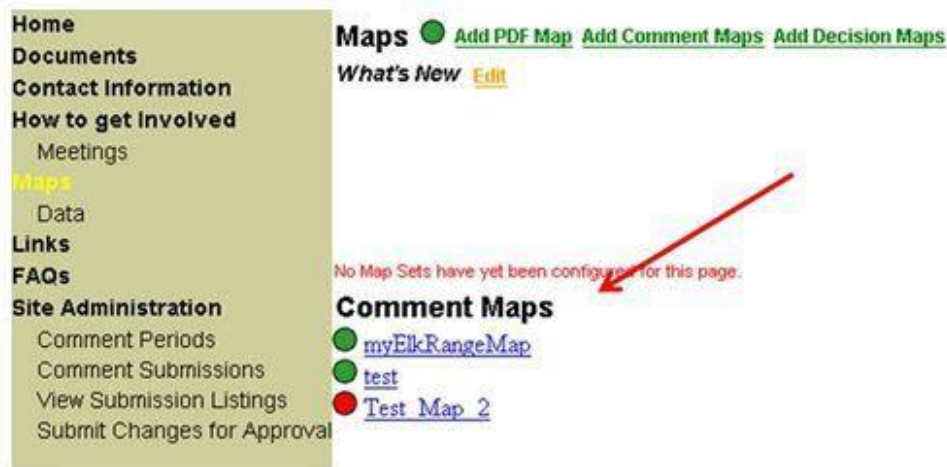 Home
Documents
Contact Information
How to get Involved
Meetings
Maps
Data
Links
FAQs
Site Administration
Comment Periods
Comment Submissions
View Submission Listings
Submit Changes for Approval
Maps Add PDF Map Add Comment Maps Add Decision Maps
What's New Edit
No Map Sets have yet been configured for this page.
Comment Maps
myElkRangeMap
test
Test_Map_2